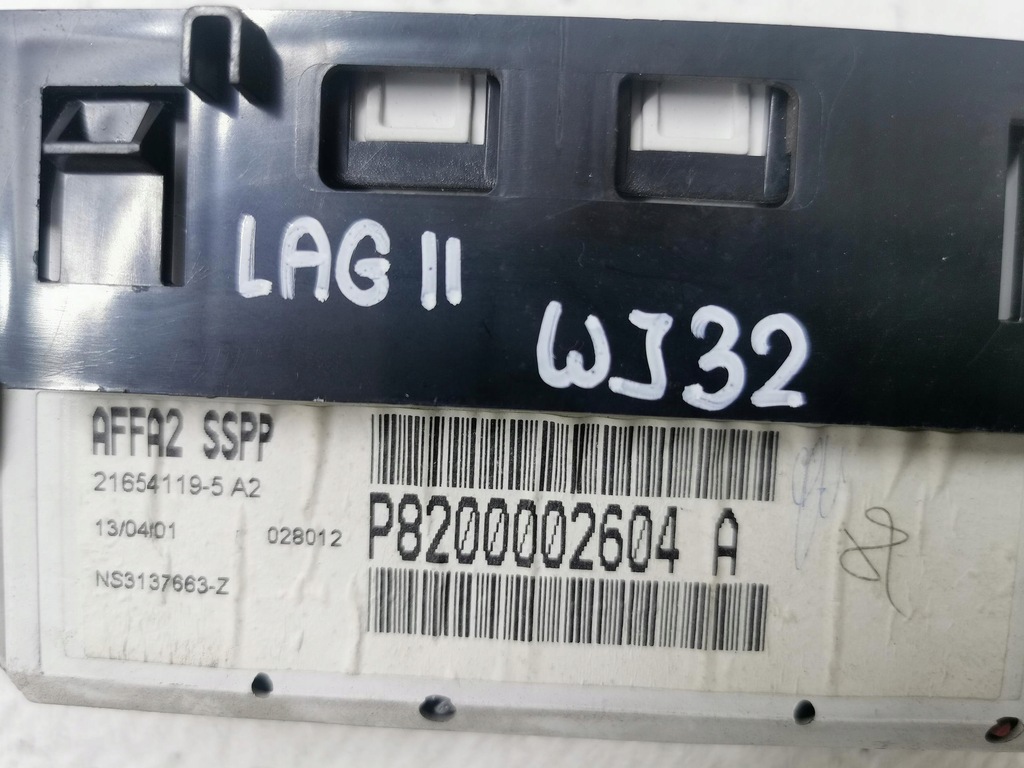 LAG II
WJ32
AFFA2 SSPP
21654119-5 A2
13/04/01 028012
P8200002604 A
NS3137663-Z